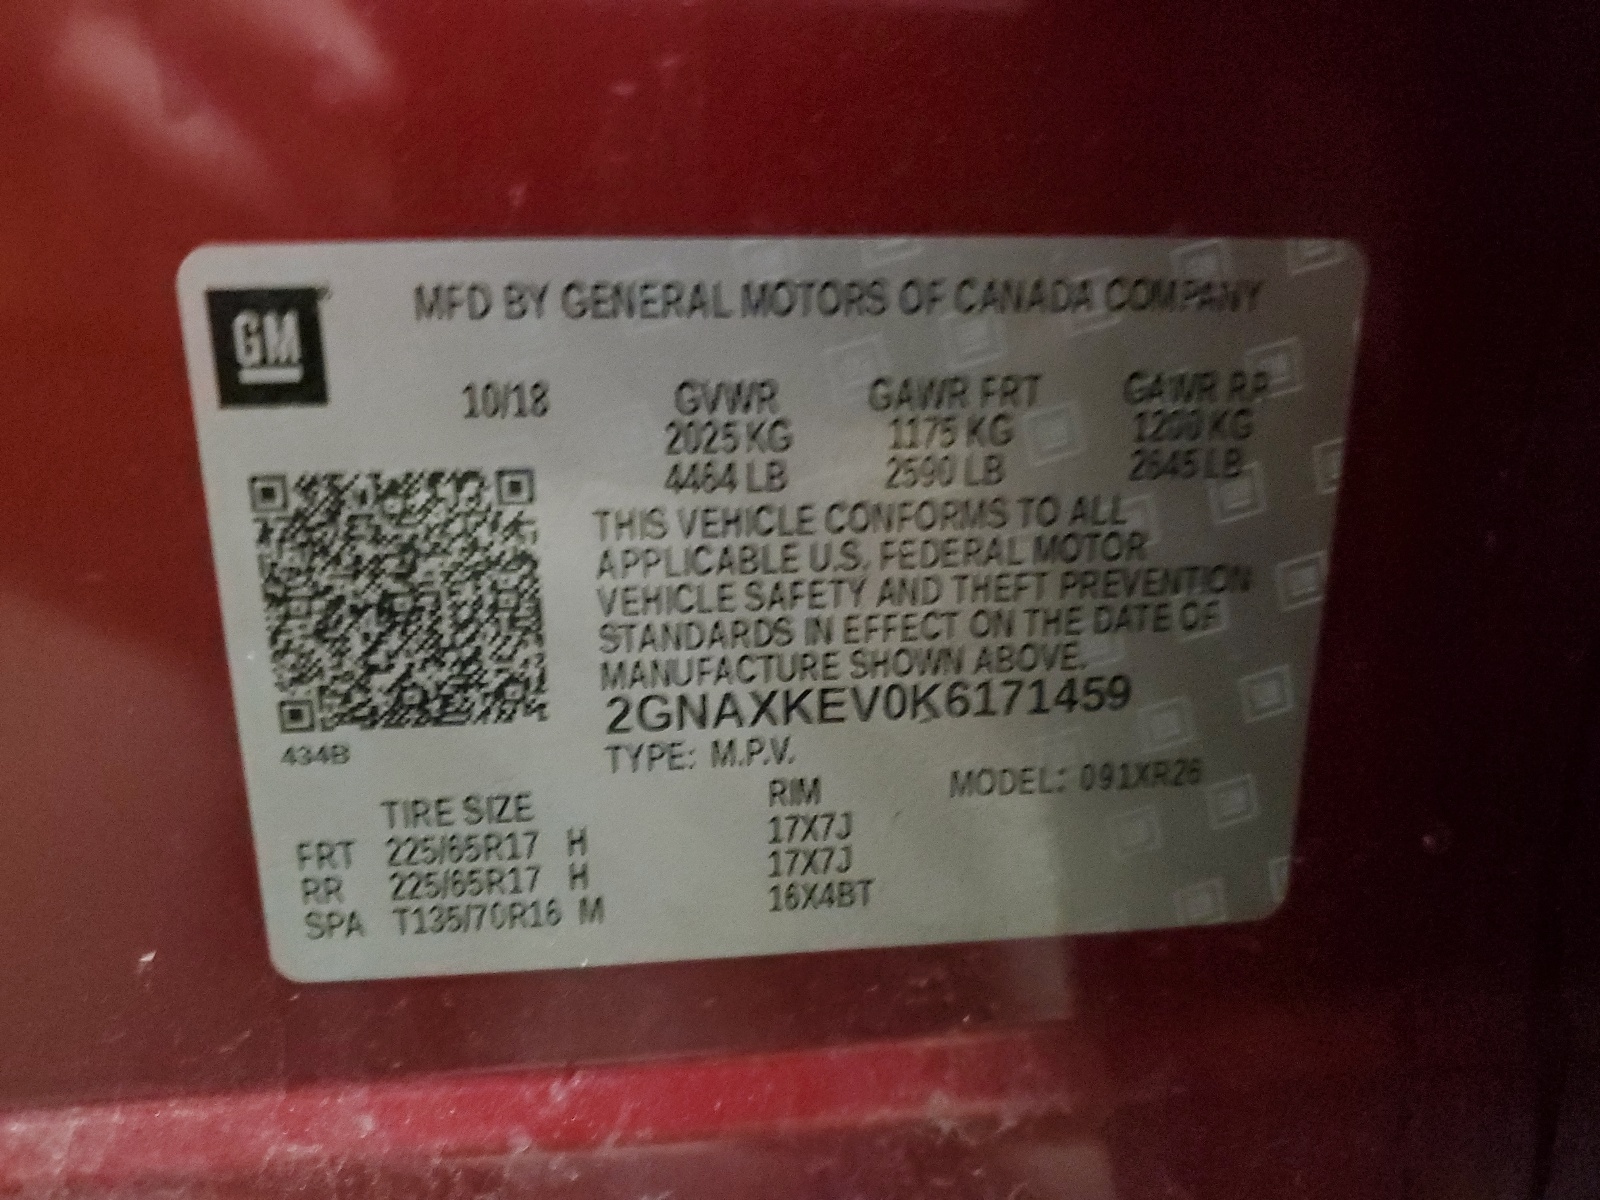 GM
MFD BY GENERAL MOTORS OF CANADA COMPANY
10/18 GVWR GAWR FRT GAWR RR
2025 KG 1175 KG 1200 KG
4464 LB 2590 LB 2645 LB
THIS VEHICLE CONFORMS TO ALL
APPLICABLE U.S. FEDERAL MOTOR
VEHICLE SAFETY AND THEFT PREVENTION
STANDARDS IN EFFECT ON THE DATE OF
MANUFACTURE SHOWN ABOVE.
2GNAXKEV0K6171459
434B
TYPE: M.P.V. MODEL: 091XR26
TIRE SIZE RIM
FRT 225/65R17 H 17X7J
RR 225/65R17 H 17X7J
SPA T135/70R16 M 16X4BT